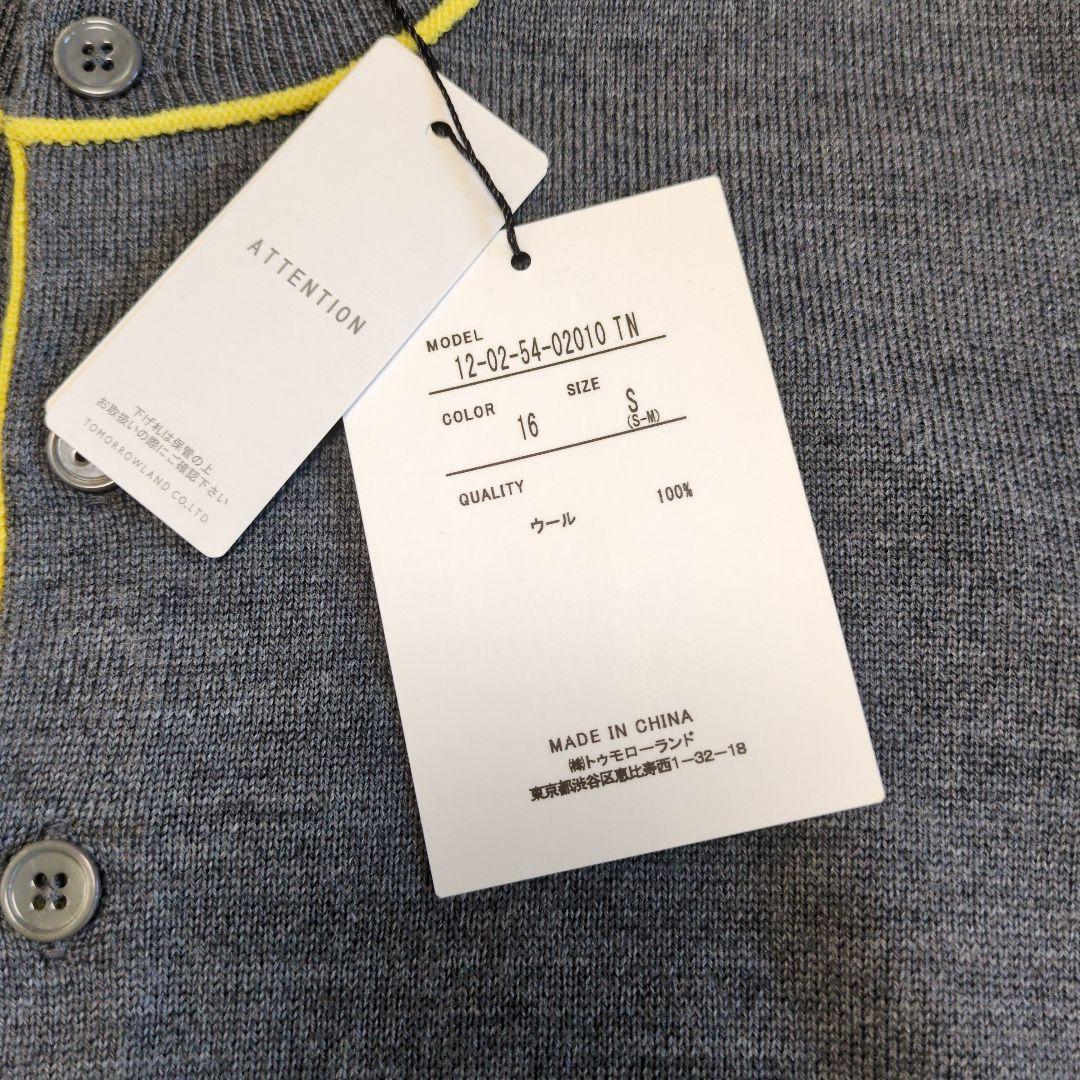 ATTENTION
下げ札は保管の上
お取扱いの際にご確認下さい
TOMORROWLAND CO.,LTD.
MODEL
12-02-54-02010 TN
COLOR 16 SIZE S
(S-M)
QUALITY
ウール 100%
MADE IN CHINA
㈱トゥモローランド
東京都渋谷区恵比寿西1-32-18